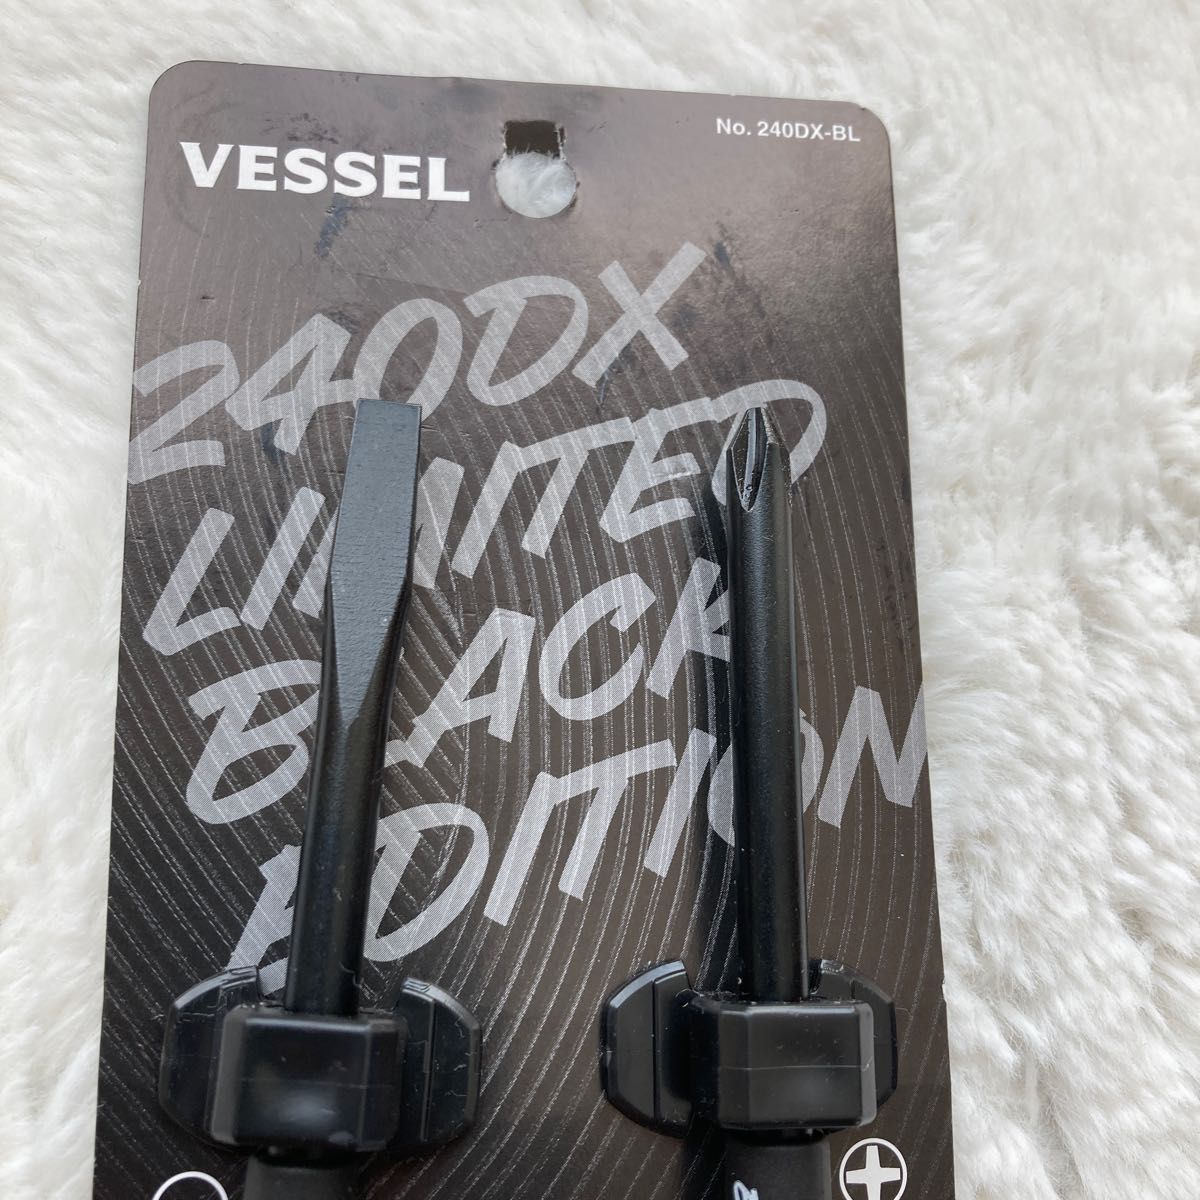 VESSEL
No. 240DX-BL
240DX
LIMITED
BLACK
EDITION